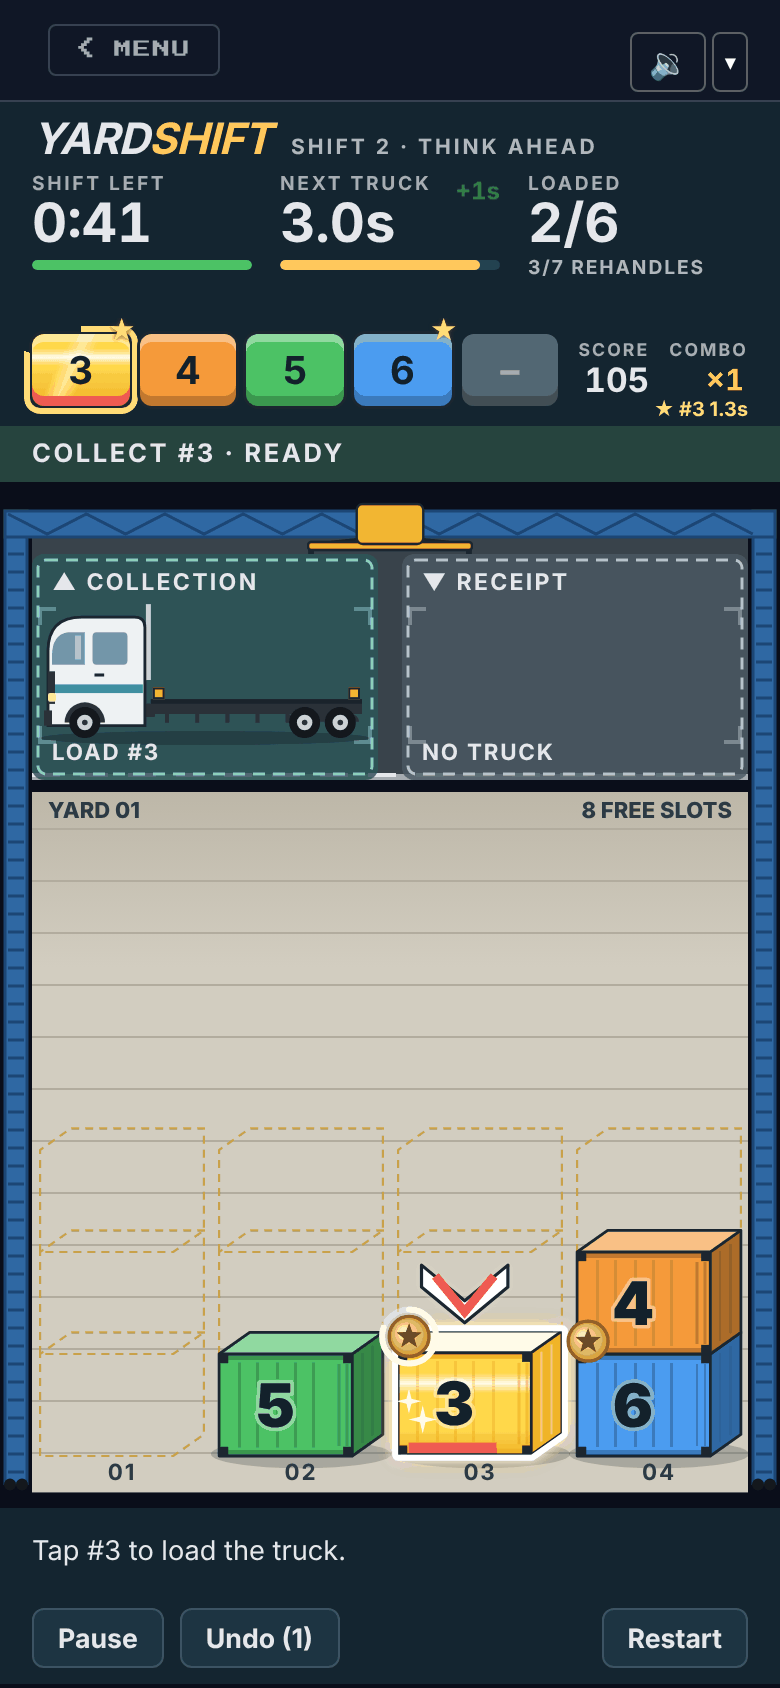 MENU
YARDSHIFT SHIFT 2 · THINK AHEAD
SHIFT LEFT
0:41
NEXT TRUCK +1s
3.0s
LOADED
2/6
3/7 REHANDLES
3 4 5 6 –
SCORE
105
COMBO
×1
★ #3 1.3s
COLLECT #3 · READY
▲ COLLECTION
LOAD #3
▼ RECEIPT
NO TRUCK
YARD 01
8 FREE SLOTS
4
5 3 6
01 02 03 04
Tap #3 to load the truck.
Pause
Undo (1)
Restart